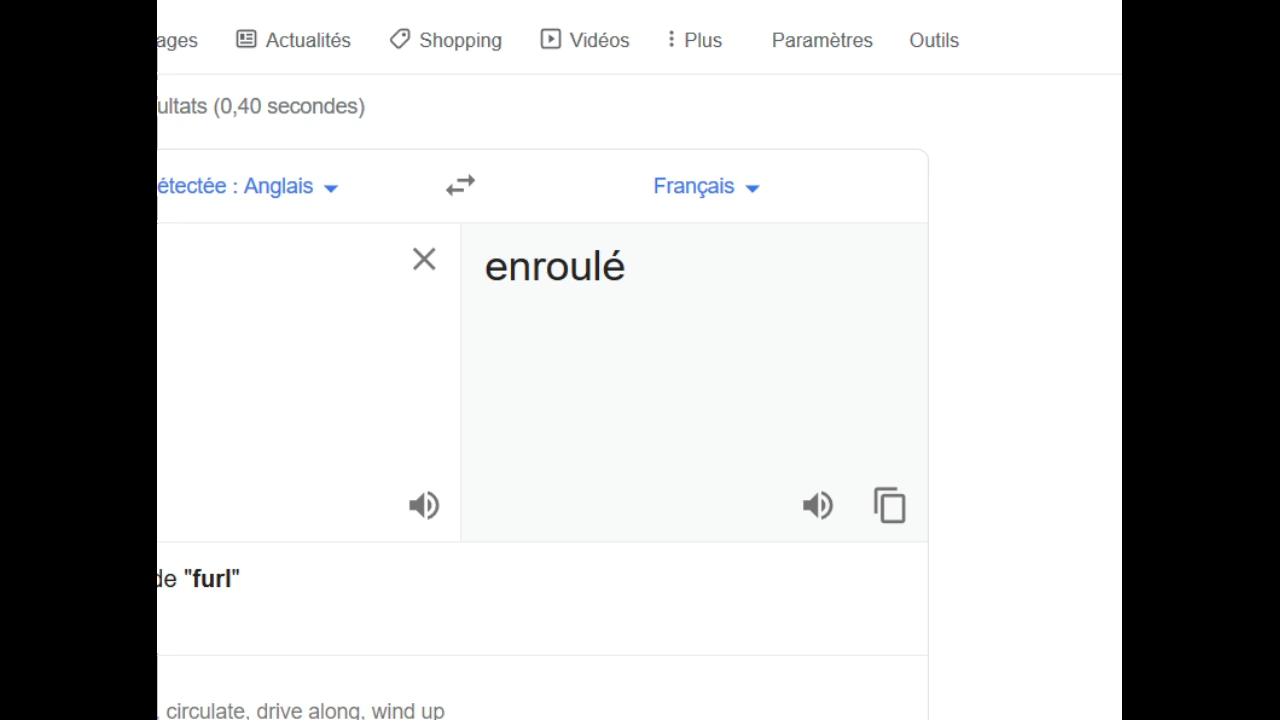 ages Actualités Shopping Vidéos Plus Paramètres Outils
ultats (0,40 secondes)
étectée : Anglais Français
enroulé
de "furl"
, circulate, drive along, wind up